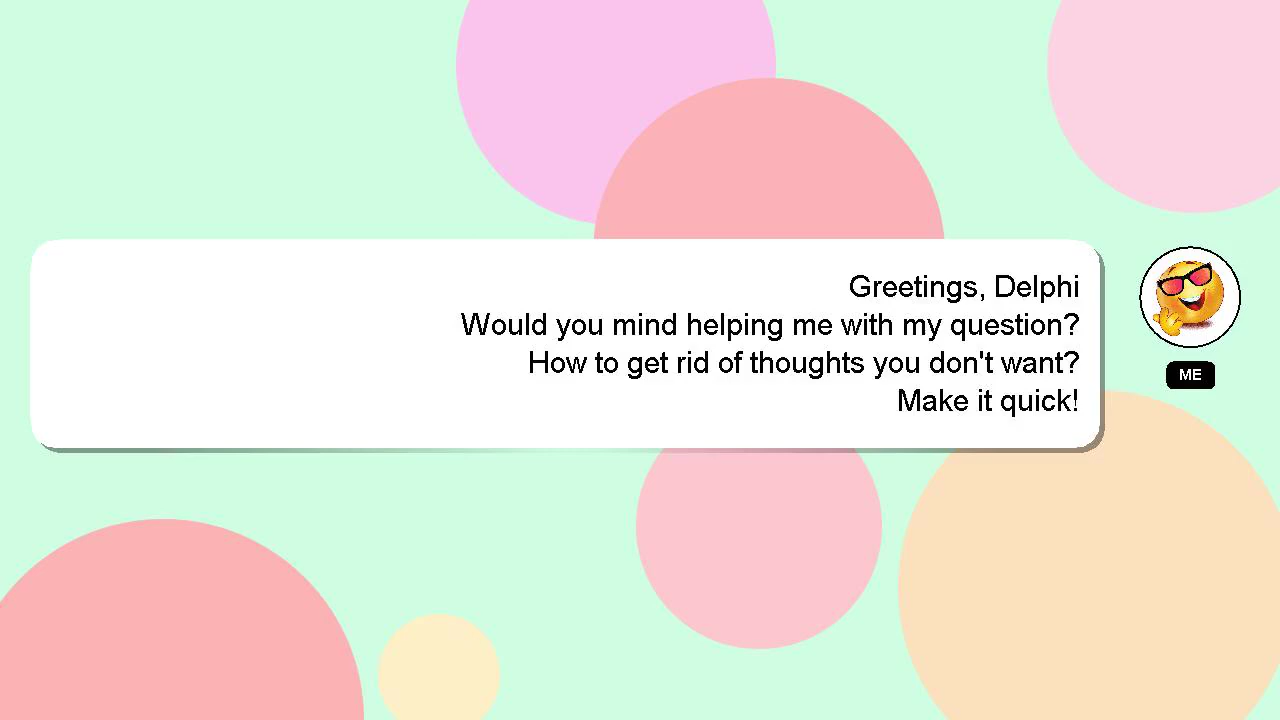 Greetings, Delphi
Would you mind helping me with my question?
How to get rid of thoughts you don't want?
Make it quick!
ME